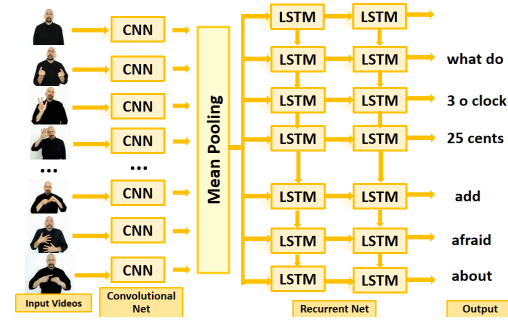 CNN
CNN
CNN
CNN
...
...
CNN
CNN
CNN
Mean Pooling
LSTM LSTM
LSTM LSTM what do
LSTM LSTM 3 o clock
LSTM LSTM 25 cents
LSTM LSTM add
LSTM LSTM afraid
LSTM LSTM about
Input Videos
Convolutional
Net
Recurrent Net
Output